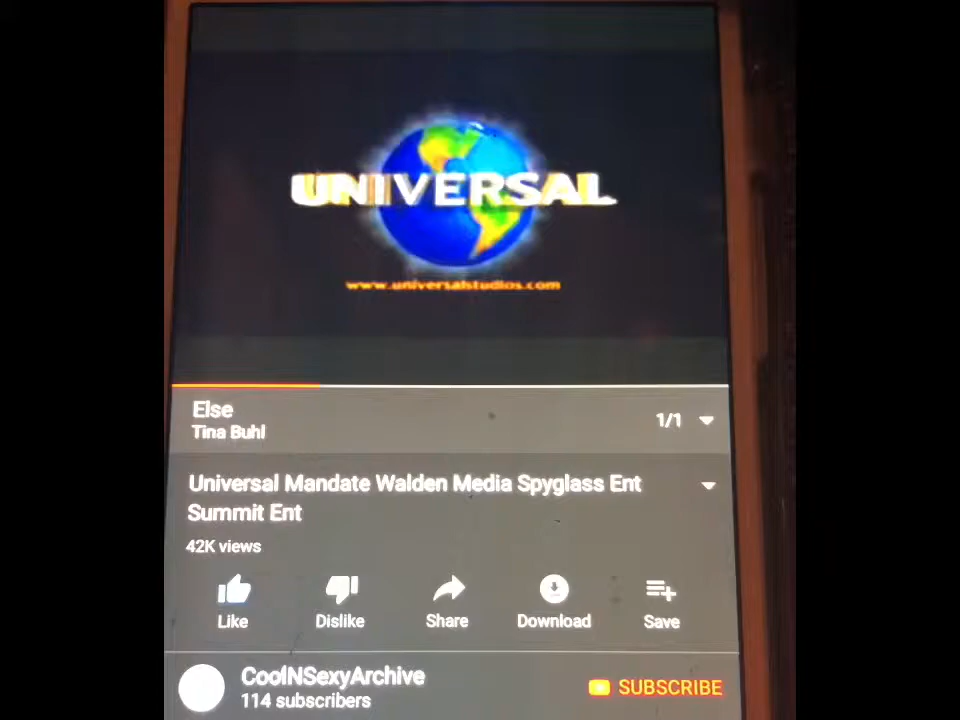 UNIVERSAL
www.universalstudios.com
Else
Tina Buhl
1/1
Universal Mandate Walden Media Spyglass Ent
Summit Ent
42K views
Like
Dislike
Share
Download
Save
CoolNSexyArchive
114 subscribers
SUBSCRIBE